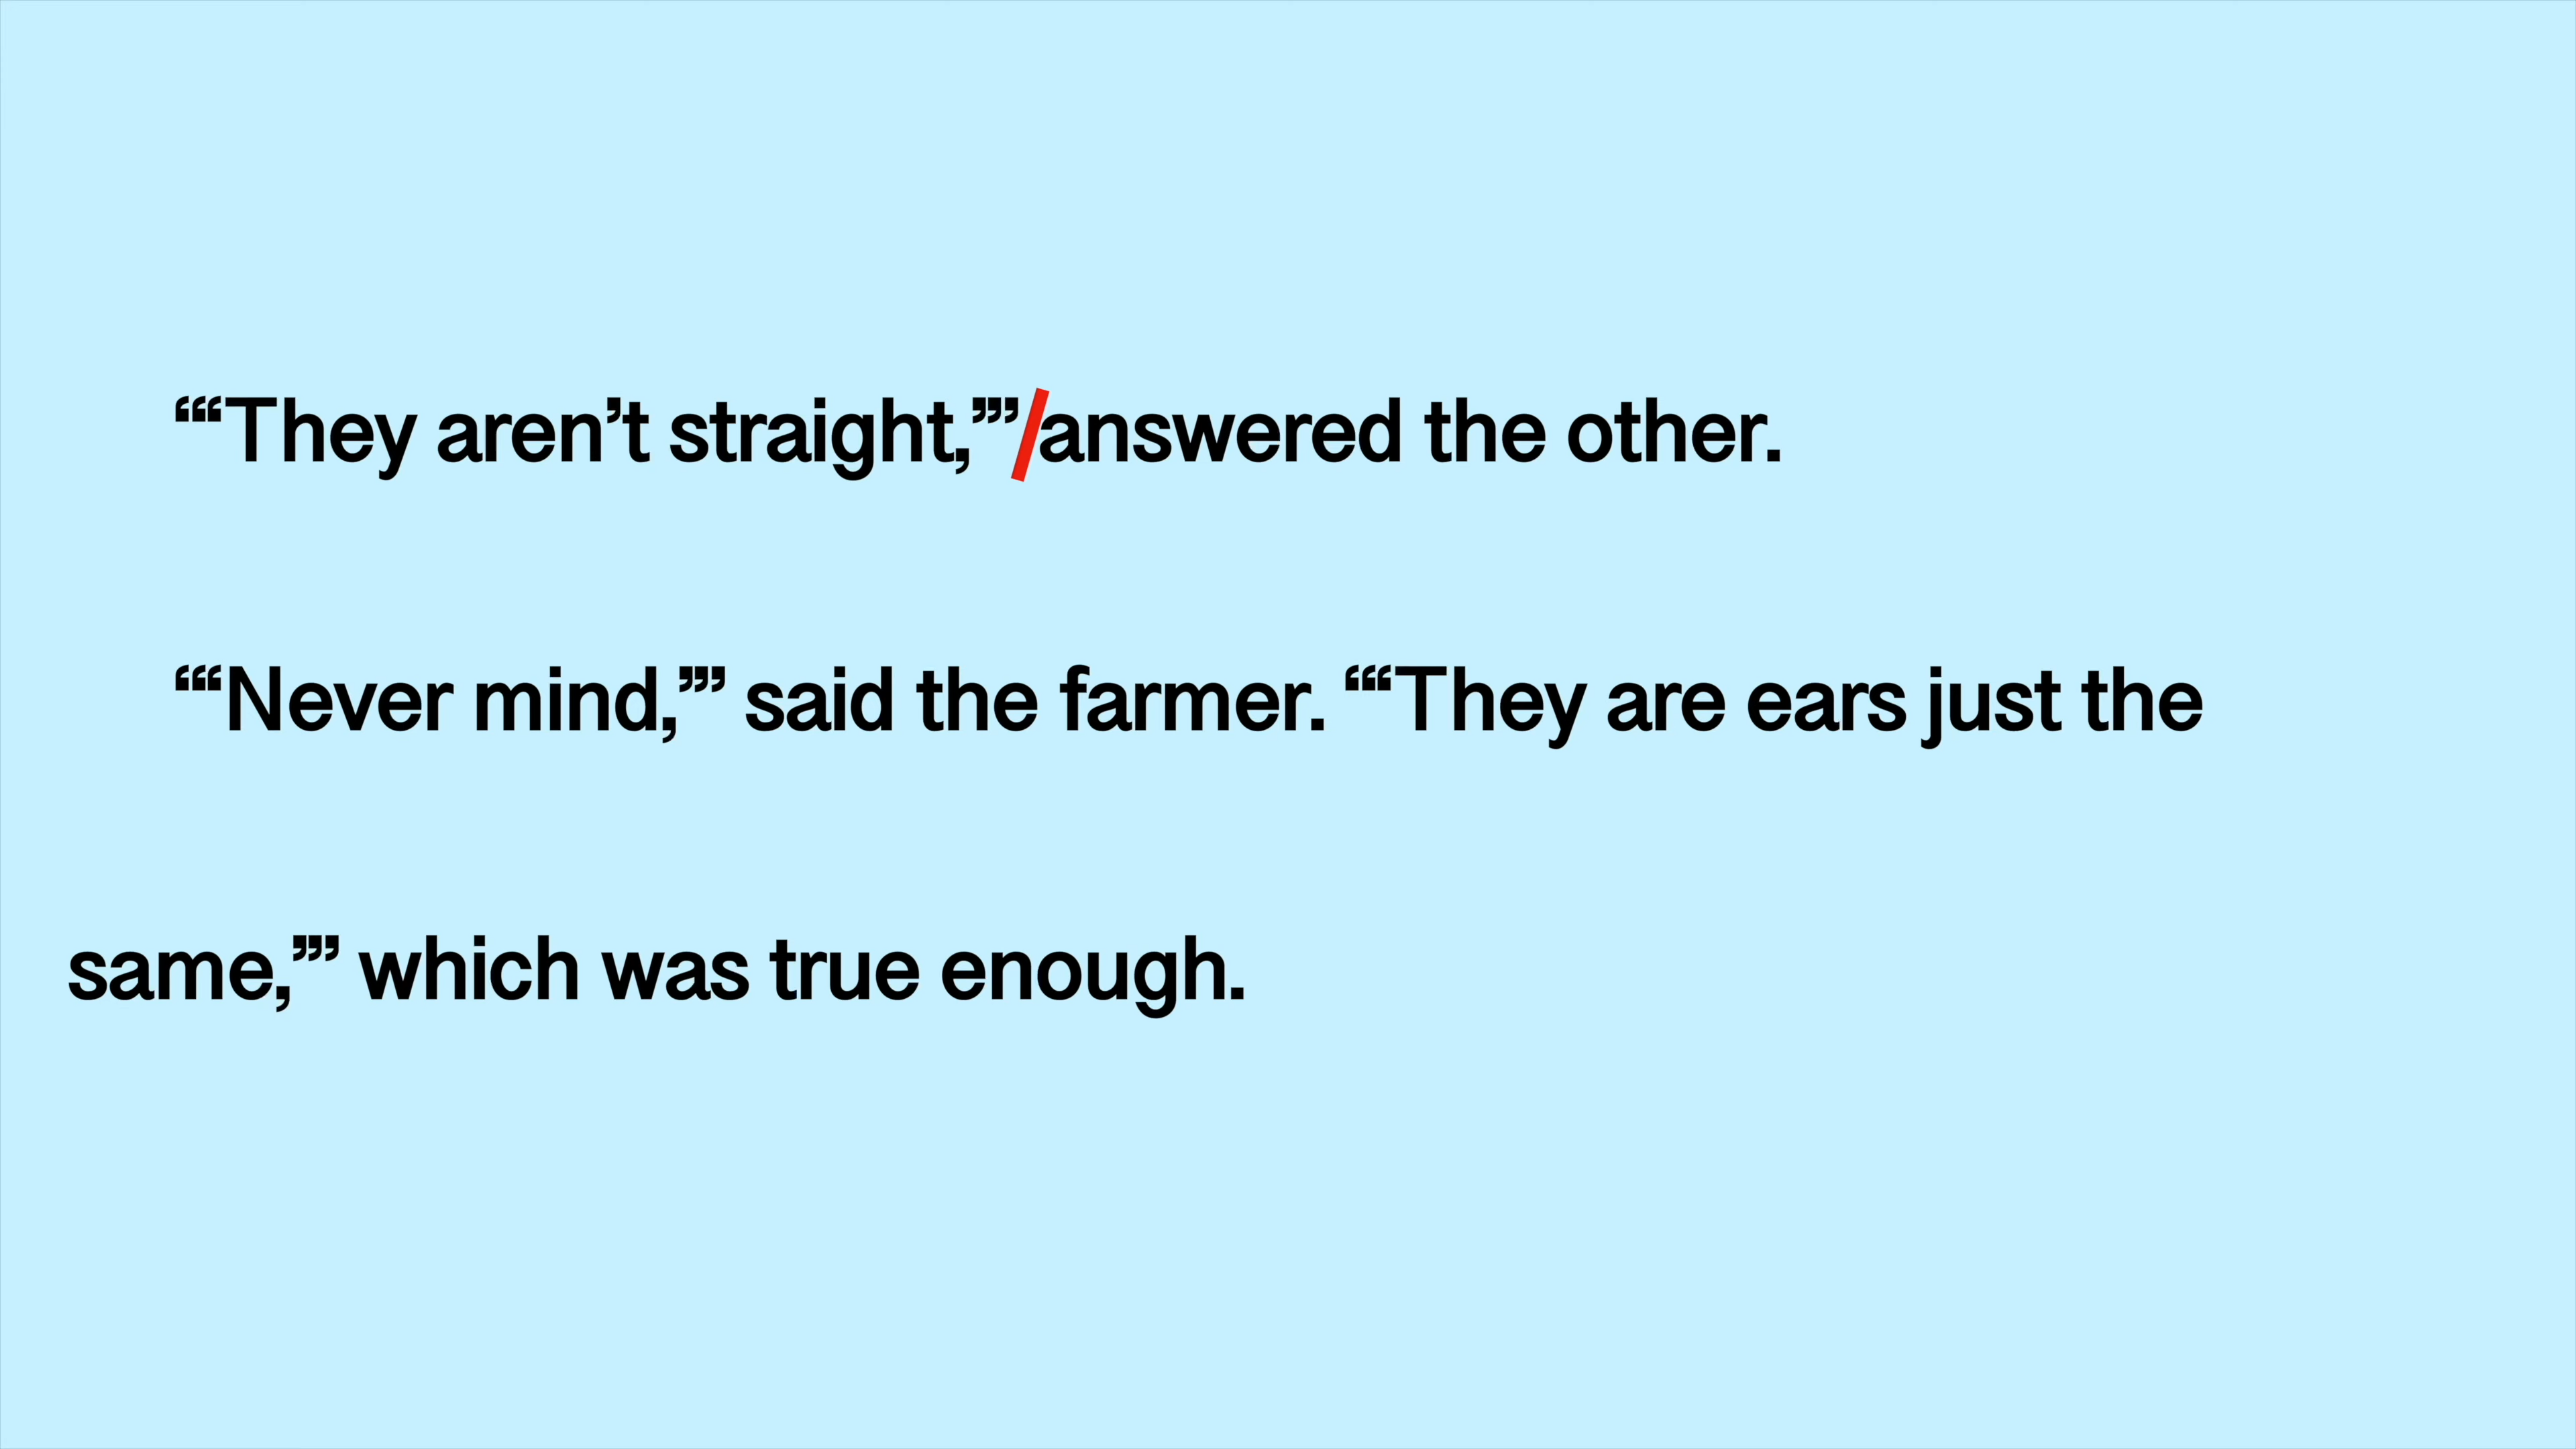 “‘They aren’t straight,’”/answered the other.
“‘Never mind,’” said the farmer. “‘They are ears just the
same,’” which was true enough.